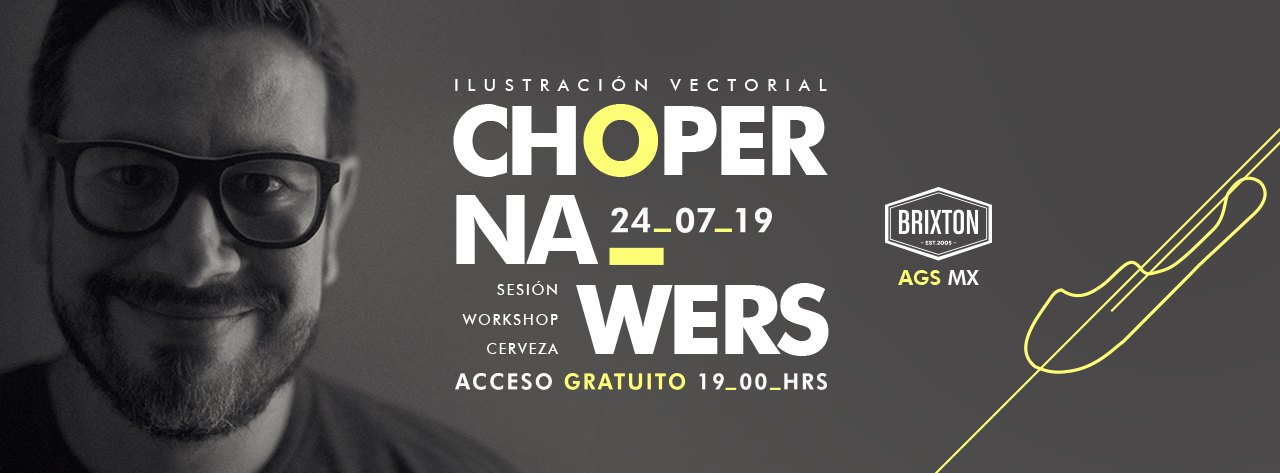 ILUSTRACIÓN VECTORIAL
CHOPER
NA_
24_07_19
SESIÓN
WORKSHOP
CERVEZA
WERS
ACCESO GRATUITO 19_00_HRS
BRIXTON
- EST. 2005 -
AGS MX